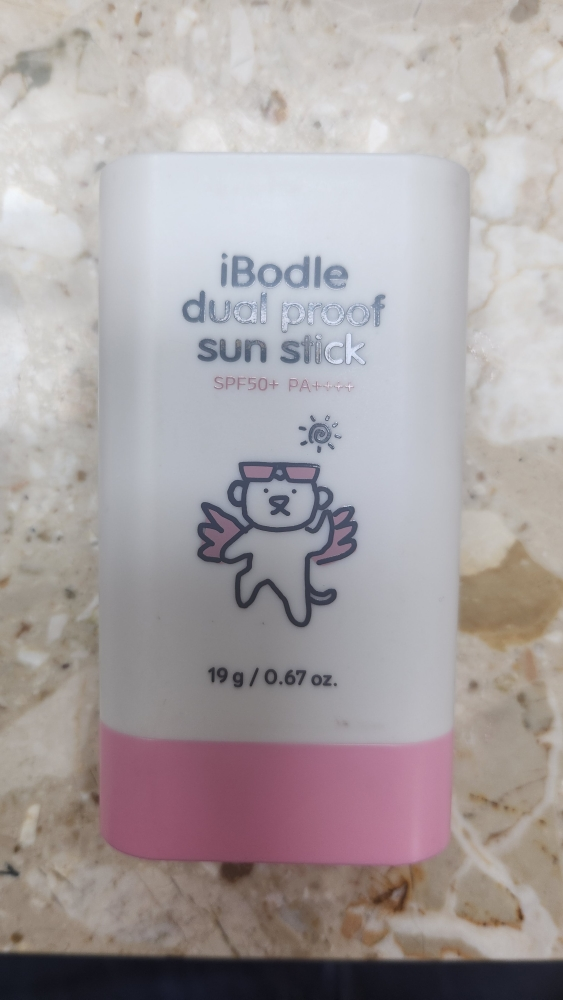 iBodle
dual proof
sun stick
SPF50+ PA++++
19 g / 0.67 oz.